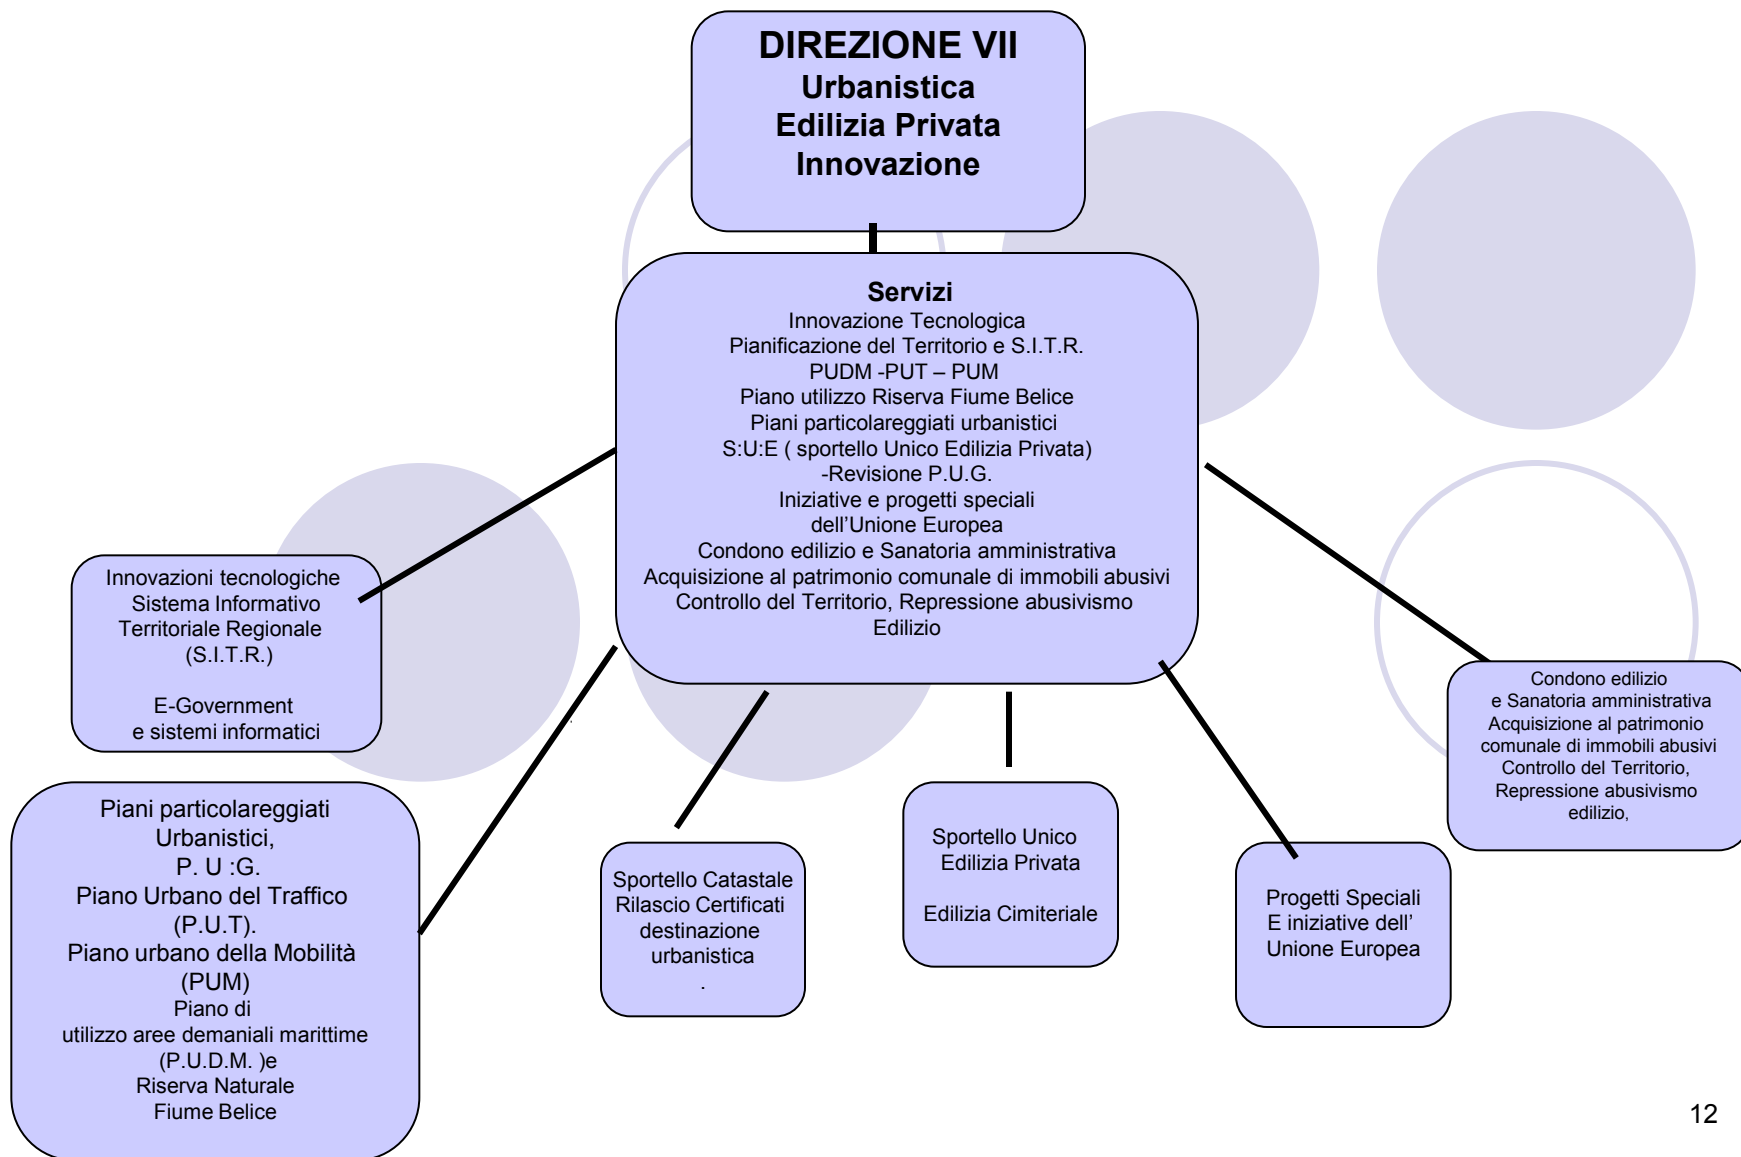 DIREZIONE VII
Urbanistica
Edilizia Privata
Innovazione
Servizi
Innovazione Tecnologica
Pianificazione del Territorio e S.I.T.R.
PUDM -PUT – PUM
Piano utilizzo Riserva Fiume Belice
Piani particolareggiati urbanistici
S:U:E ( sportello Unico Edilizia Privata)
-Revisione P.U.G.
Iniziative e progetti speciali
dell’Unione Europea
Condono edilizio e Sanatoria amministrativa
Acquisizione al patrimonio comunale di immobili abusivi
Controllo del Territorio, Repressione abusivismo
Edilizio
Innovazioni tecnologiche
Sistema Informativo
Territoriale Regionale
(S.I.T.R.)
E-Government
e sistemi informatici
Piani particolareggiati
Urbanistici,
P. U :G.
Piano Urbano del Traffico
(P.U.T).
Piano urbano della Mobilità
(PUM)
Piano di
utilizzo aree demaniali marittime
(P.U.D.M. )e
Riserva Naturale
Fiume Belice
Sportello Catastale
Rilascio Certificati
destinazione
urbanistica
.
Sportello Unico
Edilizia Privata
Edilizia Cimiteriale
Progetti Speciali
E iniziative dell’
Unione Europea
Condono edilizio
e Sanatoria amministrativa
Acquisizione al patrimonio
comunale di immobili abusivi
Controllo del Territorio,
Repressione abusivismo
edilizio,
12